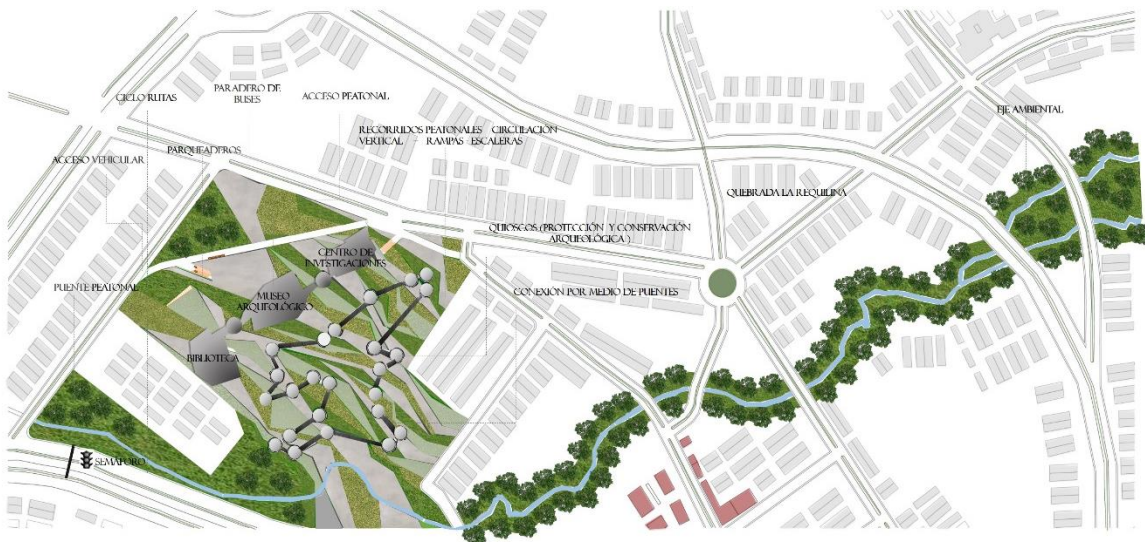 CICLO RUTAS
PARADERO DE
BUSES
ACCESO PEATONAL
EJE AMBIENTAL
RECORRIDOS PEATONALES - CIRCULACIÓN
VERTICAL - RAMPAS ESCALERAS
PARQUEADEROS
ACCESO VEHICULAR
QUEBRADA LA REQUILINA
QUIOSCOS (PROTECCIÓN Y CONSERVACIÓN
ARQUEOLÓGICA )
CENTRO DE
INVESTIGACIONES
PUENTE PEATONAL
MUSEO
ARQUEOLÓGICO
CONEXIÓN POR MEDIO DE PUENTES
BIBLIOTECA
SEMÁFORO